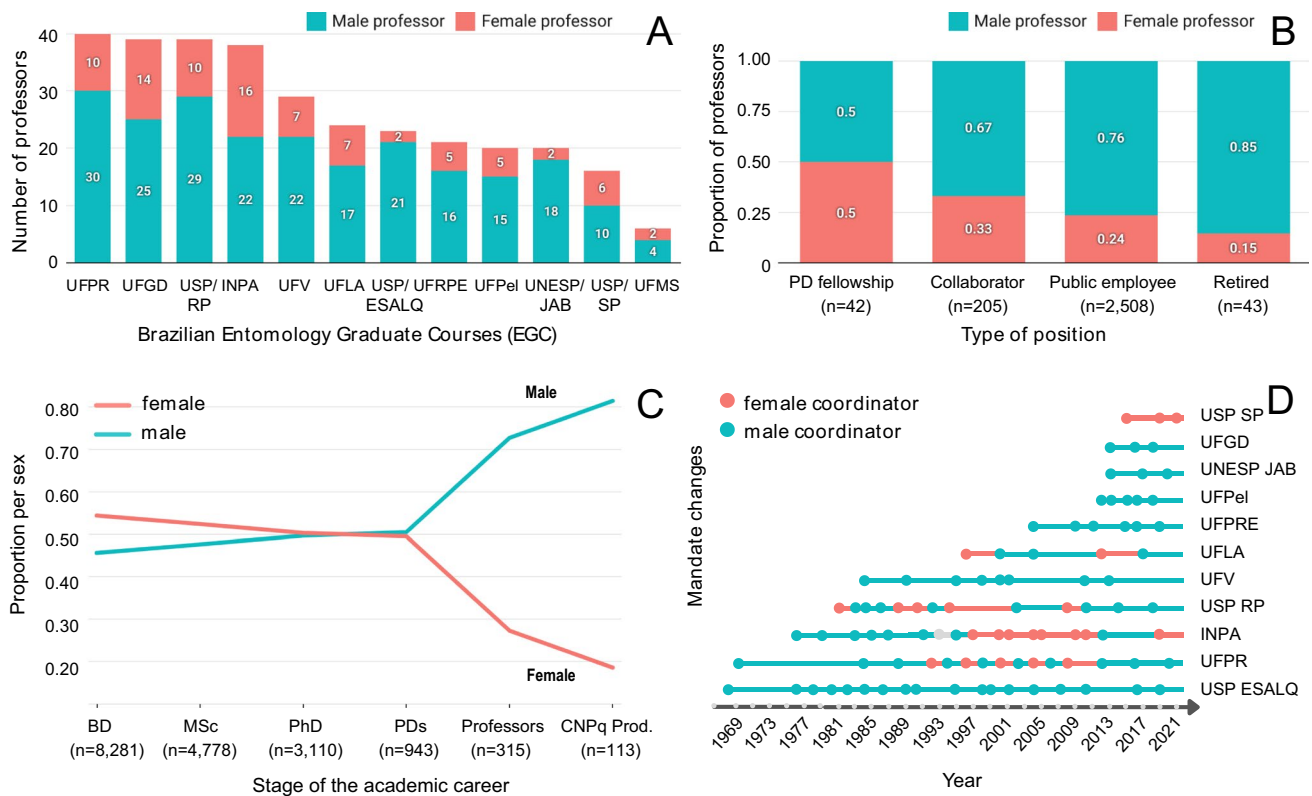 Male professor Female professor
A
Number of professors
40
30
20
10
0
10 14 10 16 7 7 2 5 5 2 6 2
30 25 29 22 22 17 21 16 15 18 10 4
UFPR UFGD USP/ INPA UFV UFLA USP/ UFRPE UFPel UNESP/ USP/ UFMS
RP ESALQ JAB SP
Brazilian Entomology Graduate Courses (EGC)
Male professor Female professor
B
Proportion of professors
1.00
0.75
0.50
0.25
0
0.5 0.67 0.76 0.85
0.5 0.33 0.24 0.15
PD fellowship Collaborator Public employee Retired
(n=42) (n=205) (n=2,508) (n=43)
Type of position
C
female
male
Male
Female
Proportion per sex
0.80
0.70
0.60
0.50
0.40
0.30
0.20
BD MSc PhD PDs Professors CNPq Prod.
(n=8,281) (n=4,778) (n=3,110) (n=943) (n=315) (n=113)
Stage of the academic career
D
female coordinator
male coordinator
Mandate changes
USP SP
UFGD
UNESP JAB
UFPel
UFPRE
UFLA
UFV
USP RP
INPA
UFPR
USP ESALQ
1969 1973 1977 1981 1985 1989 1993 1997 2001 2005 2009 2013 2017 2021
Year